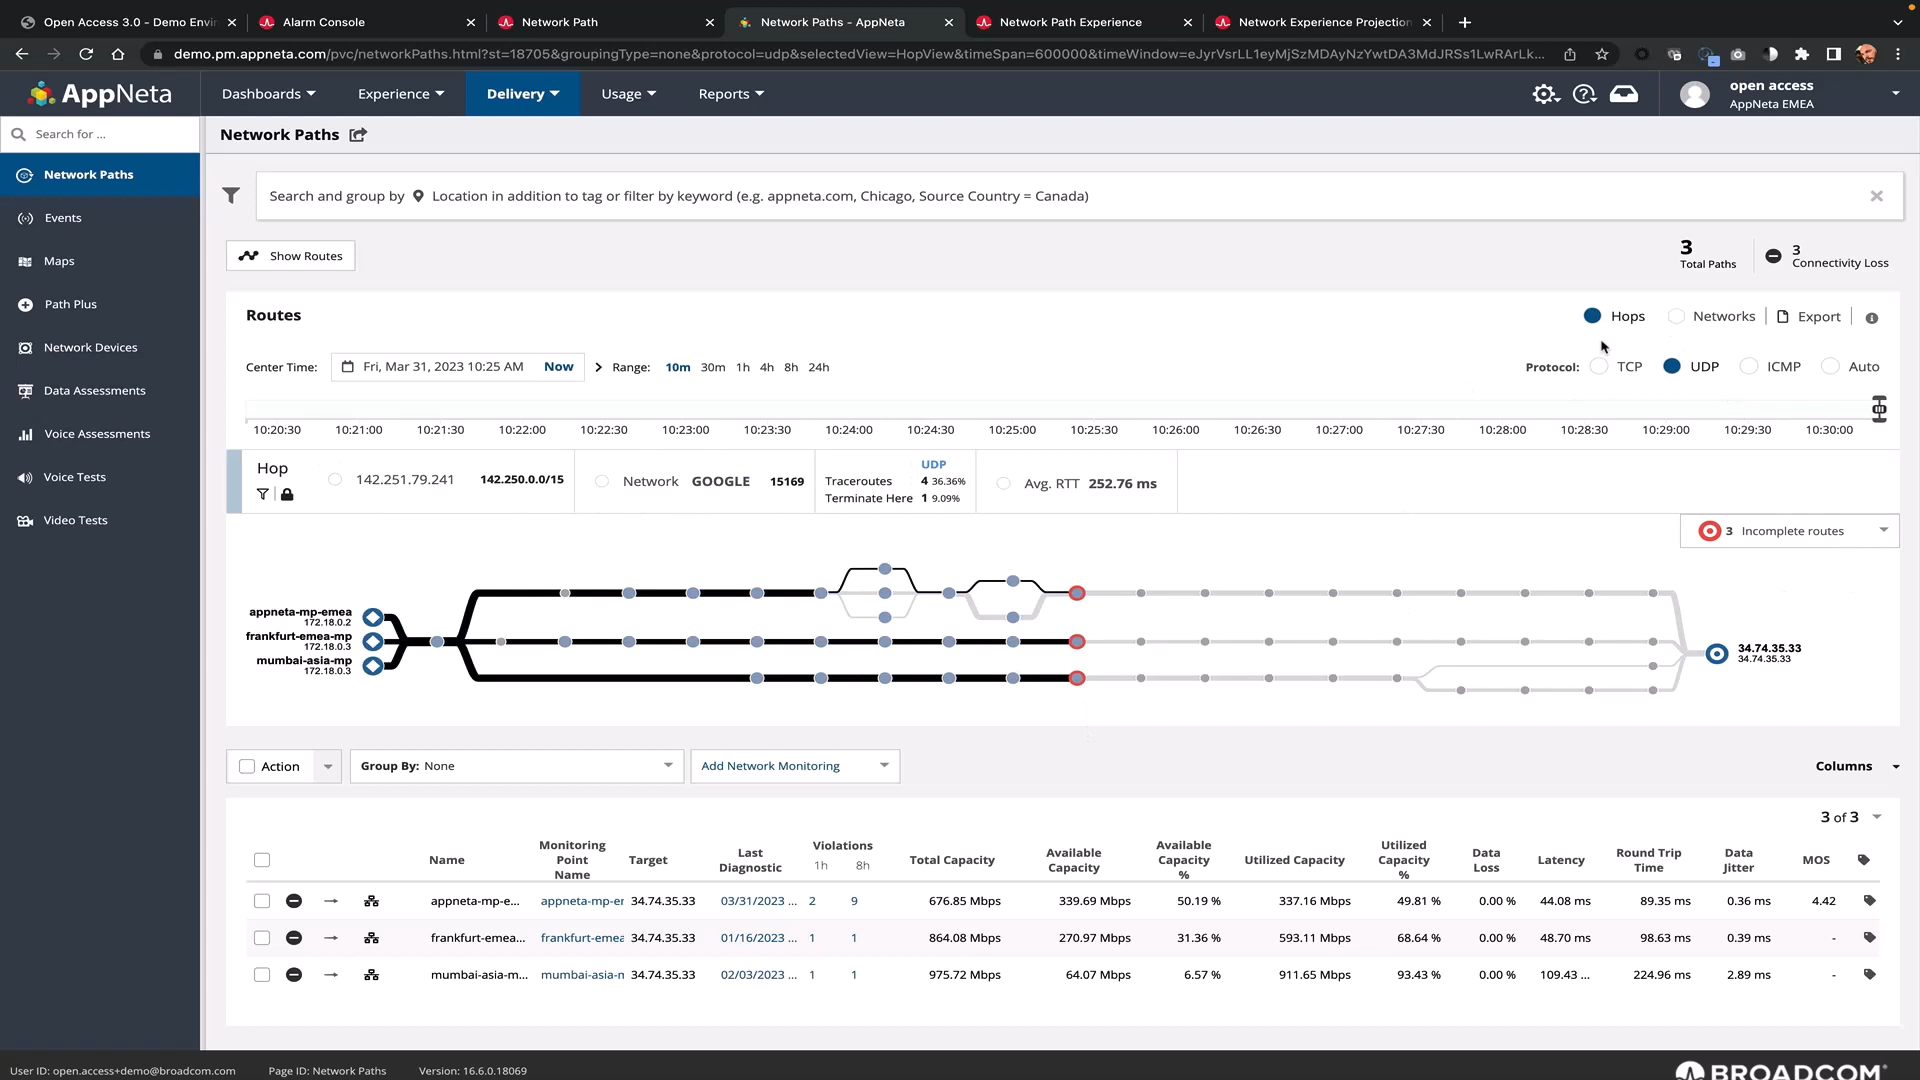 Open Access 3.0 - Demo Envi
Alarm Console
Network Path
Network Paths - AppNeta
Network Path Experience
Network Experience Projection
demo.pm.appneta.com/pvc/networkPaths.html?st=18705&groupingType=none&protocol=udp&selectedView=HopView&timeSpan=600000&timeWindow=eJyrVsrLL1eyMjSzMDAyNzYwtDA3MdJRSs1LwRArLk...
AppNeta
Dashboards
Experience
Delivery
Usage
Reports
open access
AppNeta EMEA
Search for ...
Network Paths
Events
Maps
Path Plus
Network Devices
Data Assessments
Voice Assessments
Voice Tests
Video Tests
Network Paths
Search and group by Location in addition to tag or filter by keyword (e.g. appneta.com, Chicago, Source Country = Canada)
Show Routes
3 Total Paths
3 Connectivity Loss
Routes
Hops Networks Export
Center Time: Fri, Mar 31, 2023 10:25 AM Now Range: 10m 30m 1h 4h 8h 24h
Protocol: TCP UDP ICMP Auto
10:20:30 10:21:00 10:21:30 10:22:00 10:22:30 10:23:00 10:23:30 10:24:00 10:24:30 10:25:00 10:25:30 10:26:00 10:26:30 10:27:00 10:27:30 10:28:00 10:28:30 10:29:00 10:29:30 10:30:00
Hop
142.251.79.241 142.250.0.0/15
Network GOOGLE 15169
UDP
Traceroutes 4 36.36%
Terminate Here 1 9.09%
Avg. RTT 252.76 ms
3 Incomplete routes
appneta-mp-emea
172.18.0.2
frankfurt-emea-mp
172.18.0.3
mumbai-asia-mp
172.18.0.3
34.74.35.33
34.74.35.33
Action
Group By: None
Add Network Monitoring
Columns
3 of 3
Name Monitoring Point Name Target Last Diagnostic Violations 1h 8h Total Capacity Available Capacity Available Capacity % Utilized Capacity Utilized Capacity % Data Loss Latency Round Trip Time Data Jitter MOS
appneta-mp-e... appneta-mp-er 34.74.35.33 03/31/2023 ... 2 9 676.85 Mbps 339.69 Mbps 50.19 % 337.16 Mbps 49.81 % 0.00 % 44.08 ms 89.35 ms 0.36 ms 4.42
frankfurt-emea... frankfurt-emea 34.74.35.33 01/16/2023 ... 1 1 864.08 Mbps 270.97 Mbps 31.36 % 593.11 Mbps 68.64 % 0.00 % 48.70 ms 98.63 ms 0.39 ms -
mumbai-asia-m... mumbai-asia-n 34.74.35.33 02/03/2023 ... 1 1 975.72 Mbps 64.07 Mbps 6.57 % 911.65 Mbps 93.43 % 0.00 % 109.43 ... 224.96 ms 2.89 ms -
User ID: open.access+demo@broadcom.com Page ID: Network Paths Version: 16.6.0.18069
BROADCOM